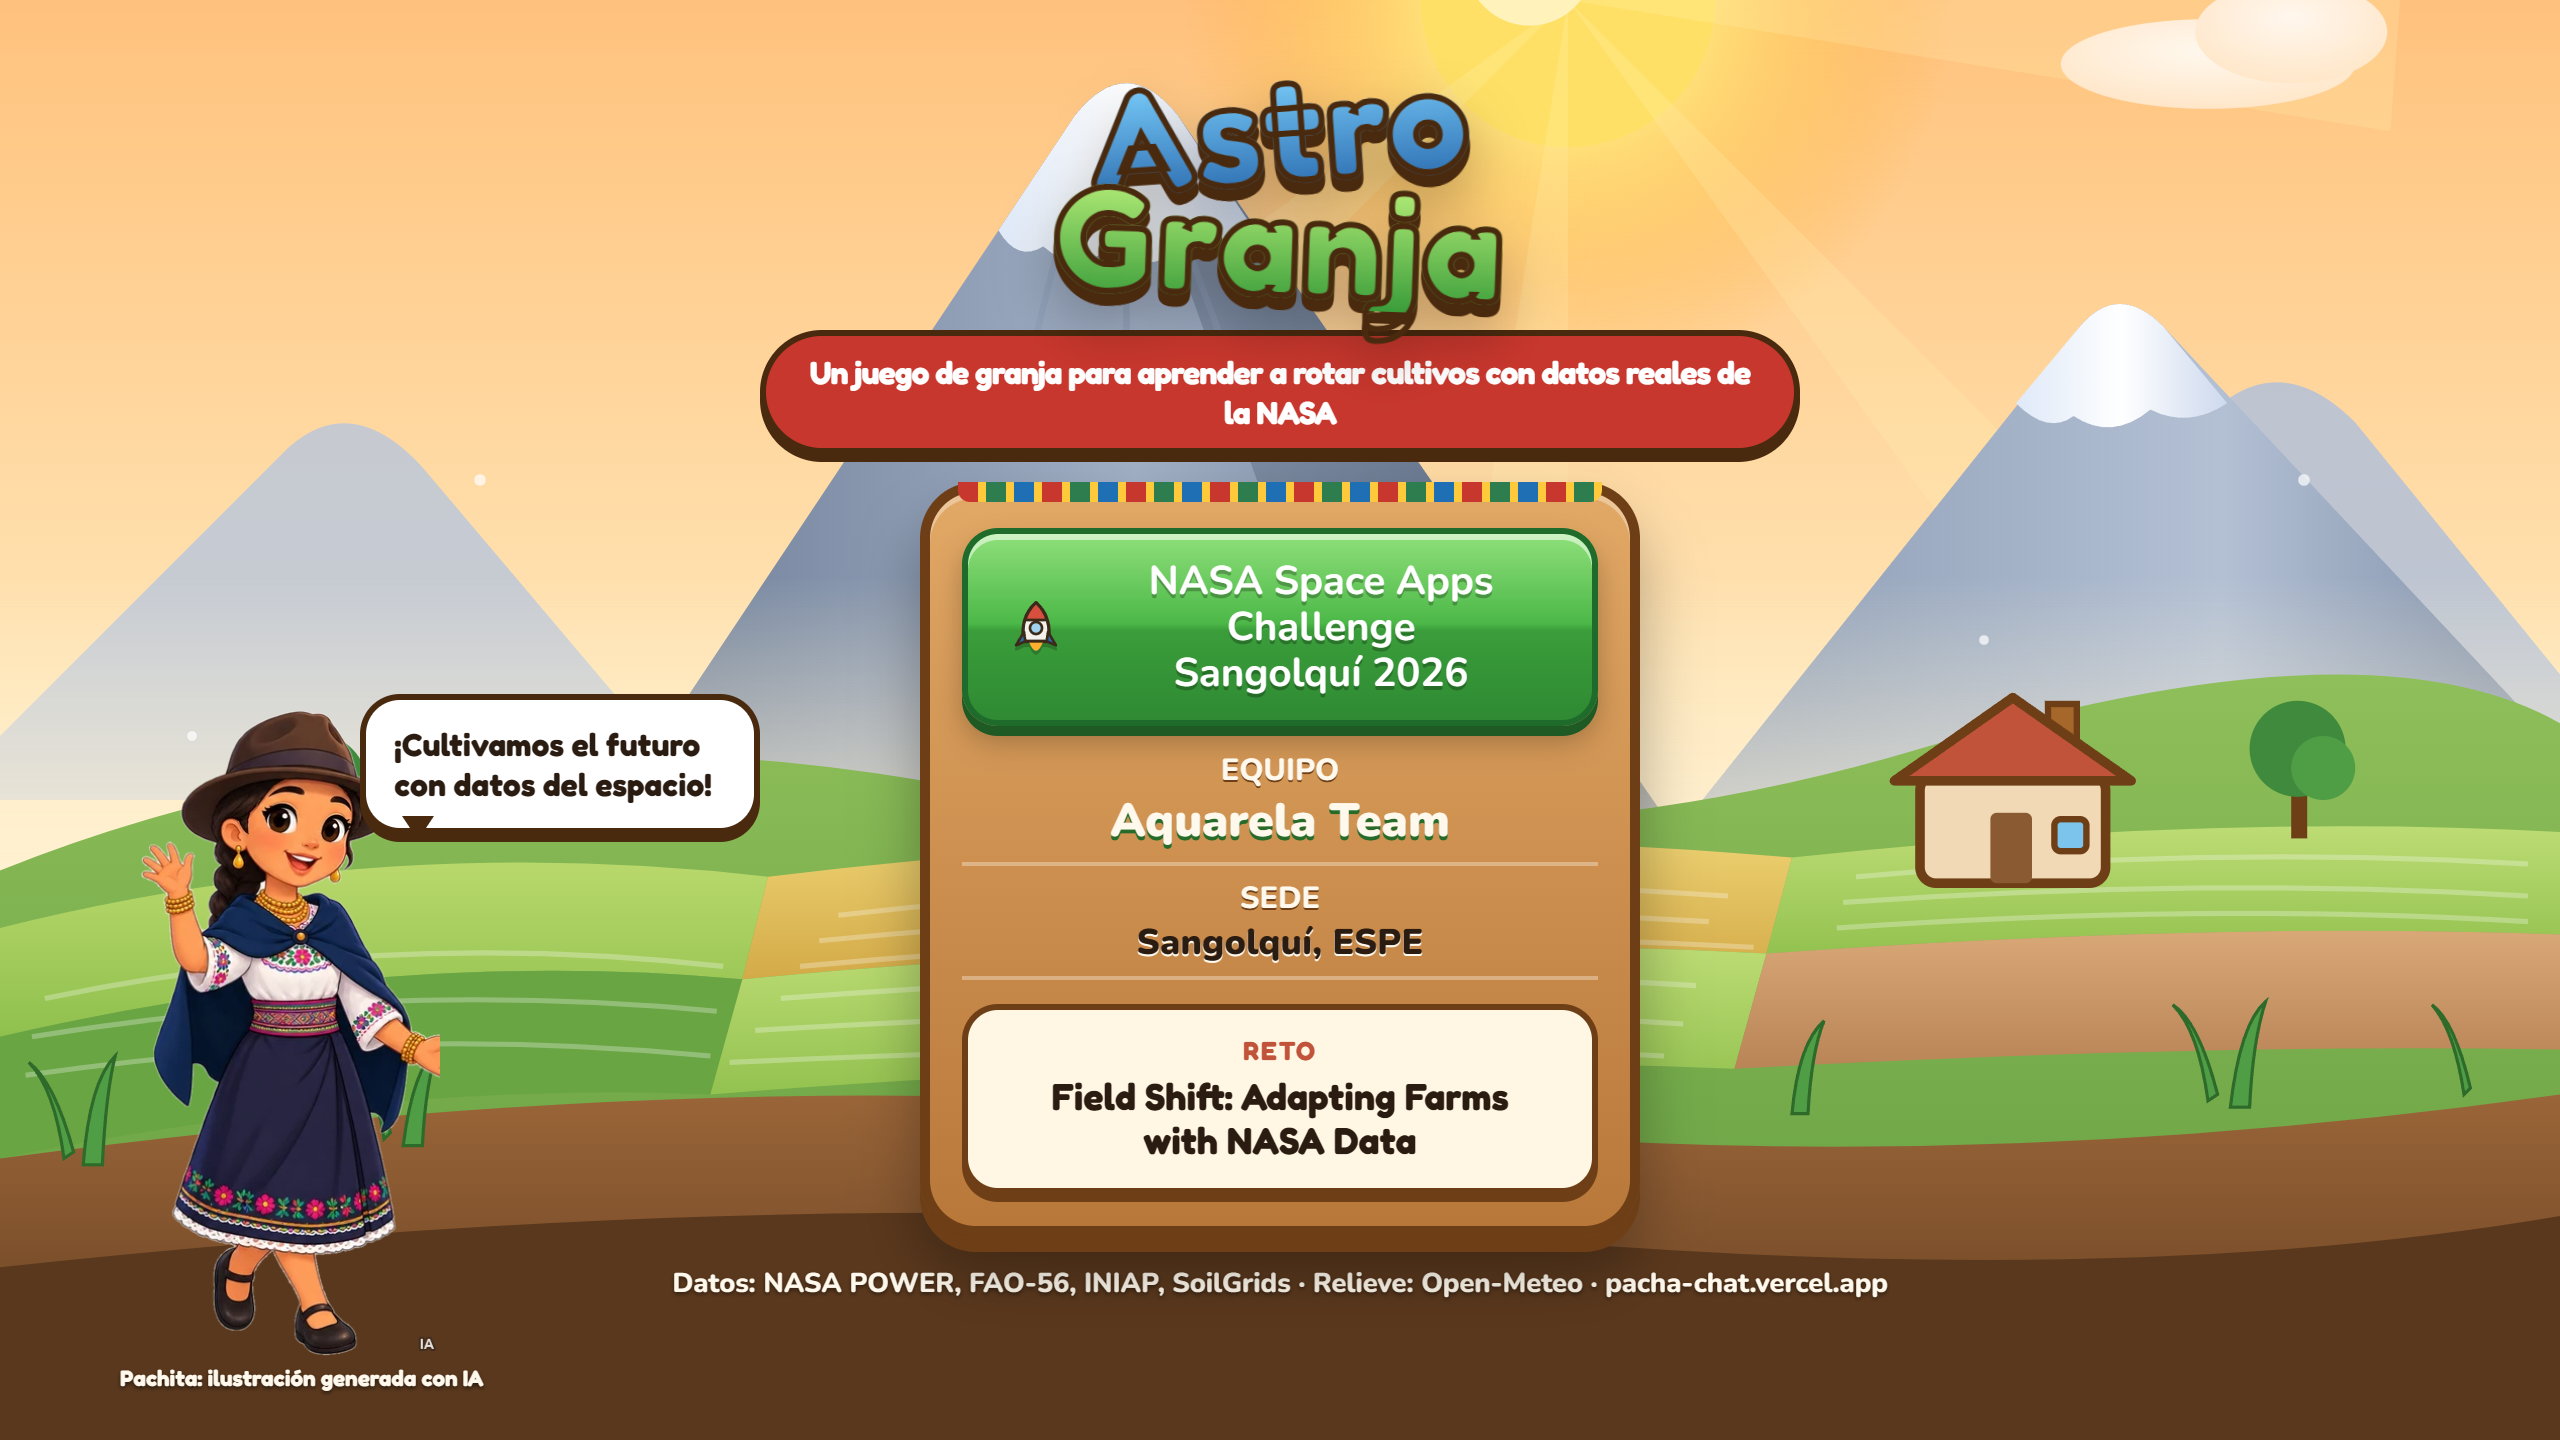 Astro
Granja
Un juego de granja para aprender a rotar cultivos con datos reales de
la NASA
NASA Space Apps
Challenge
Sangolquí 2026
EQUIPO
Aquarela Team
SEDE
Sangolquí, ESPE
RETO
Field Shift: Adapting Farms
with NASA Data
¡Cultivamos el futuro
con datos del espacio!
Datos: NASA POWER, FAO-56, INIAP, SoilGrids · Relieve: Open-Meteo · pacha-chat.vercel.app
IA
Pachita: ilustración generada con IA